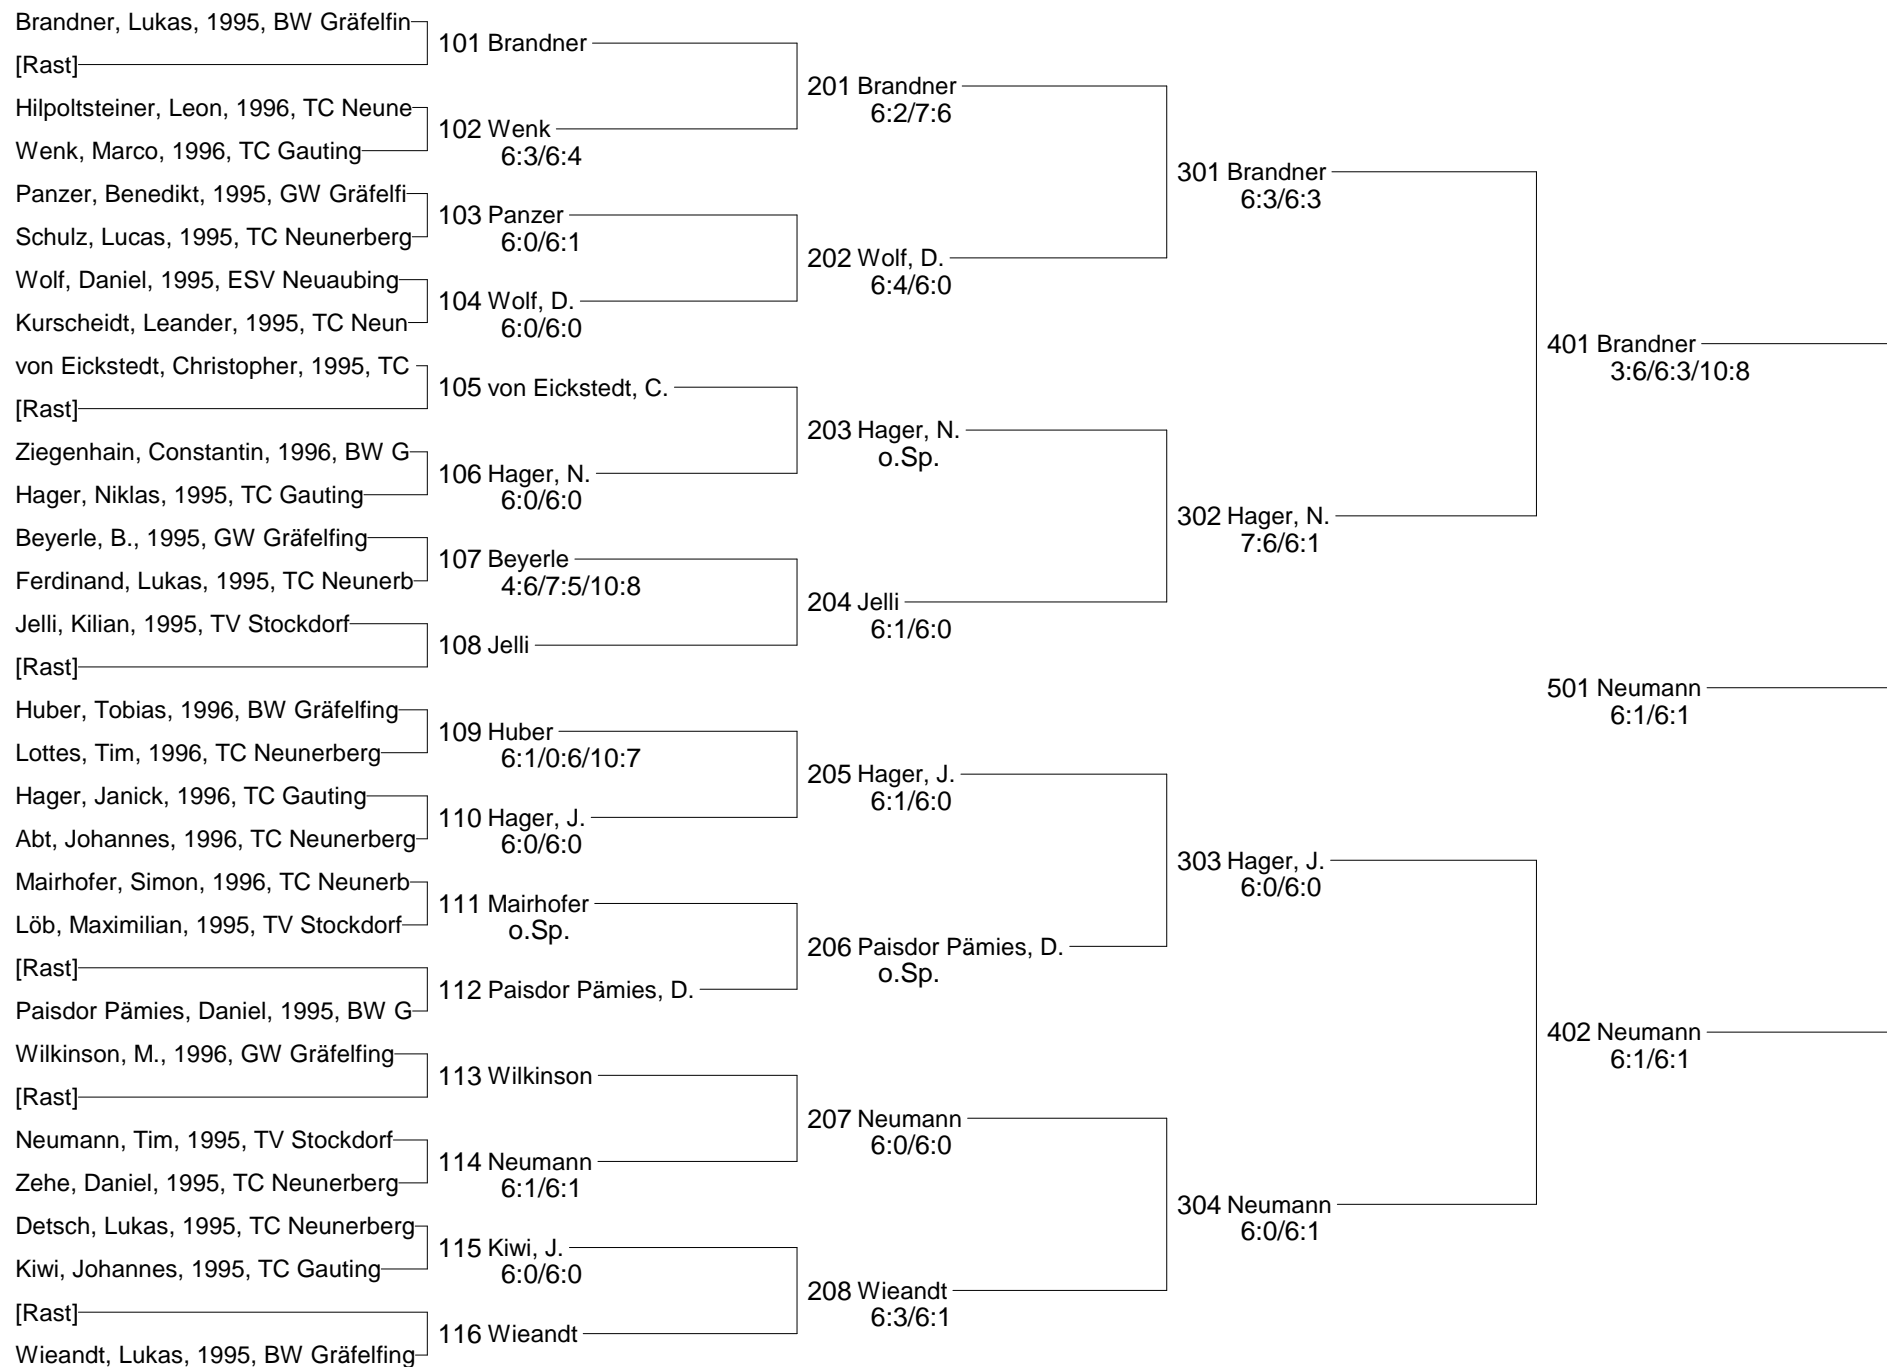 Brandner, Lukas, 1995, BW Gräfelfin
[Rast]
Hilpoltsteiner, Leon, 1996, TC Neune
Wenk, Marco, 1996, TC Gauting
Panzer, Benedikt, 1995, GW Gräfelfi
Schulz, Lucas, 1995, TC Neunerberg
Wolf, Daniel, 1995, ESV Neuaubing
Kurscheidt, Leander, 1995, TC Neun
von Eickstedt, Christopher, 1995, TC
[Rast]
Ziegenhain, Constantin, 1996, BW G
Hager, Niklas, 1995, TC Gauting
Beyerle, B., 1995, GW Gräfelfing
Ferdinand, Lukas, 1995, TC Neunerb
Jelli, Kilian, 1995, TV Stockdorf
[Rast]
Huber, Tobias, 1996, BW Gräfelfing
Lottes, Tim, 1996, TC Neunerberg
Hager, Janick, 1996, TC Gauting
Abt, Johannes, 1996, TC Neunerberg
Mairhofer, Simon, 1996, TC Neunerb
Löb, Maximilian, 1995, TV Stockdorf
[Rast]
Paisdor Pämies, Daniel, 1995, BW G
Wilkinson, M., 1996, GW Gräfelfing
[Rast]
Neumann, Tim, 1995, TV Stockdorf
Zehe, Daniel, 1995, TC Neunerberg
Detsch, Lukas, 1995, TC Neunerberg
Kiwi, Johannes, 1995, TC Gauting
[Rast]
Wieandt, Lukas, 1995, BW Gräfelfing
101 Brandner
102 Wenk
6:3/6:4
103 Panzer
6:0/6:1
104 Wolf, D.
6:0/6:0
105 von Eickstedt, C.
106 Hager, N.
6:0/6:0
107 Beyerle
4:6/7:5/10:8
108 Jelli
109 Huber
6:1/0:6/10:7
110 Hager, J.
6:0/6:0
111 Mairhofer
o.Sp.
112 Paisdor Pämies, D.
113 Wilkinson
114 Neumann
6:1/6:1
115 Kiwi, J.
6:0/6:0
116 Wieandt
201 Brandner
6:2/7:6
202 Wolf, D.
6:4/6:0
203 Hager, N.
o.Sp.
204 Jelli
6:1/6:0
205 Hager, J.
6:1/6:0
206 Paisdor Pämies, D.
o.Sp.
207 Neumann
6:0/6:0
208 Wieandt
6:3/6:1
301 Brandner
6:3/6:3
302 Hager, N.
7:6/6:1
303 Hager, J.
6:0/6:0
304 Neumann
6:0/6:1
401 Brandner
3:6/6:3/10:8
501 Neumann
6:1/6:1
402 Neumann
6:1/6:1